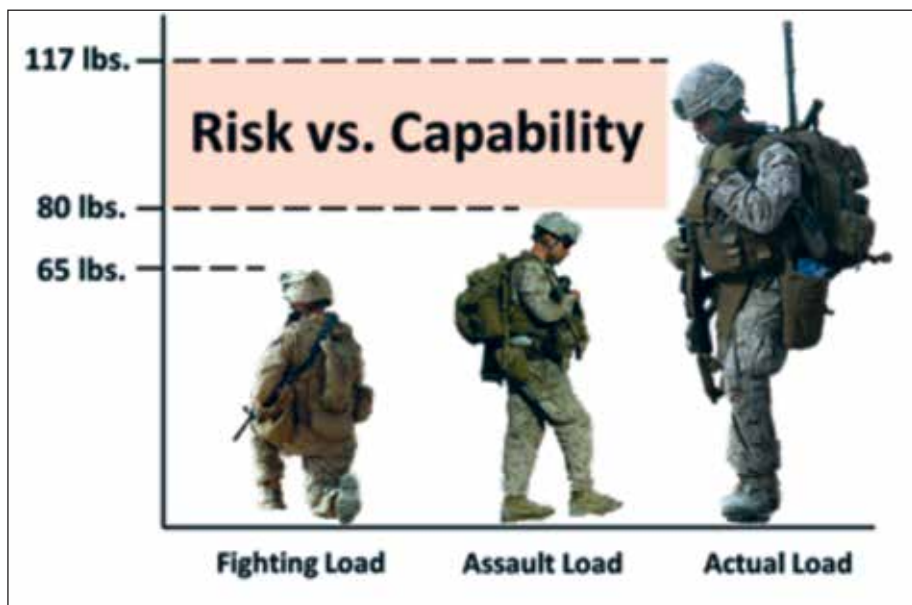 117 lbs.
Risk vs. Capability
80 lbs.
65 lbs.
Fighting Load
Assault Load
Actual Load